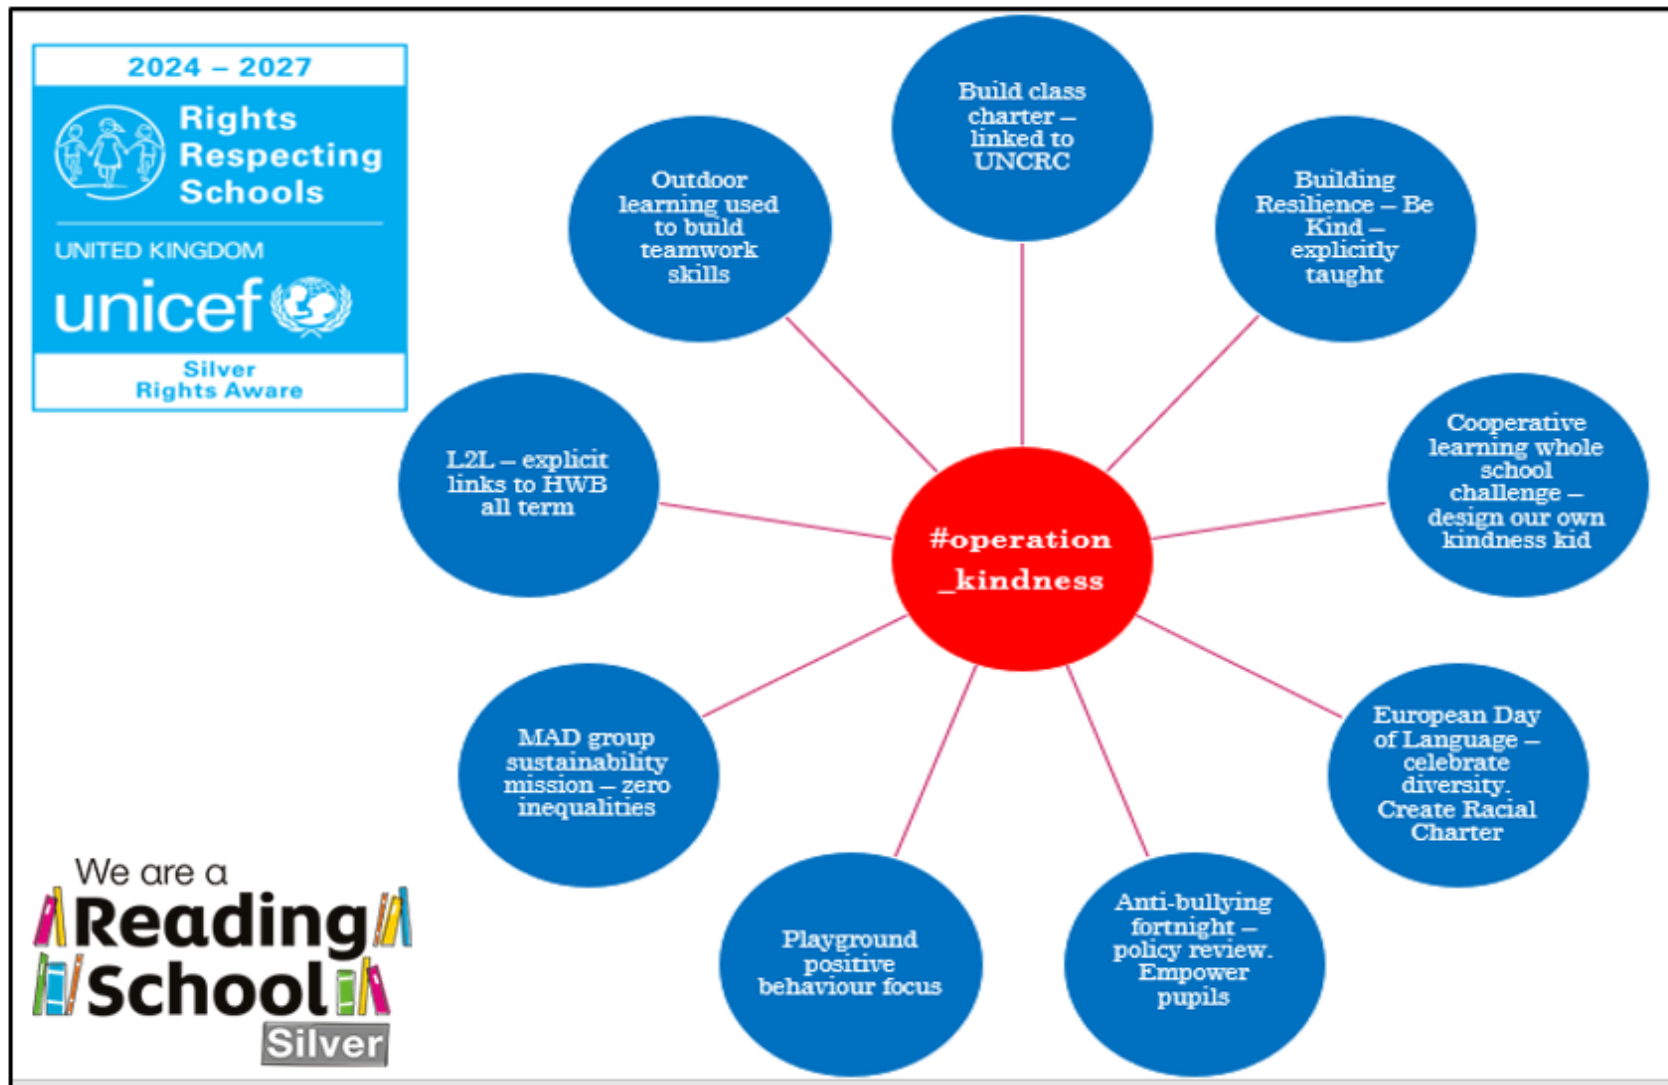 2024 – 2027
Rights
Respecting
Schools
UNITED KINGDOM
unicef
Silver
Rights Aware
Build class
charter –
linked to
UNCRC
Building
Resilience – Be
Kind –
explicitly
taught
Cooperative
learning whole
school
challenge –
design our own
kindness kid
European Day
of Language –
celebrate
diversity.
Create Racial
Charter
Anti-bullying
fortnight –
policy review.
Empower
pupils
Playground
positive
behaviour focus
MAD group
sustainability
mission – zero
inequalities
L2L – explicit
links to HWB
all term
Outdoor
learning used
to build
teamwork
skills
#operation
_kindness
We are a
Reading
School
Silver